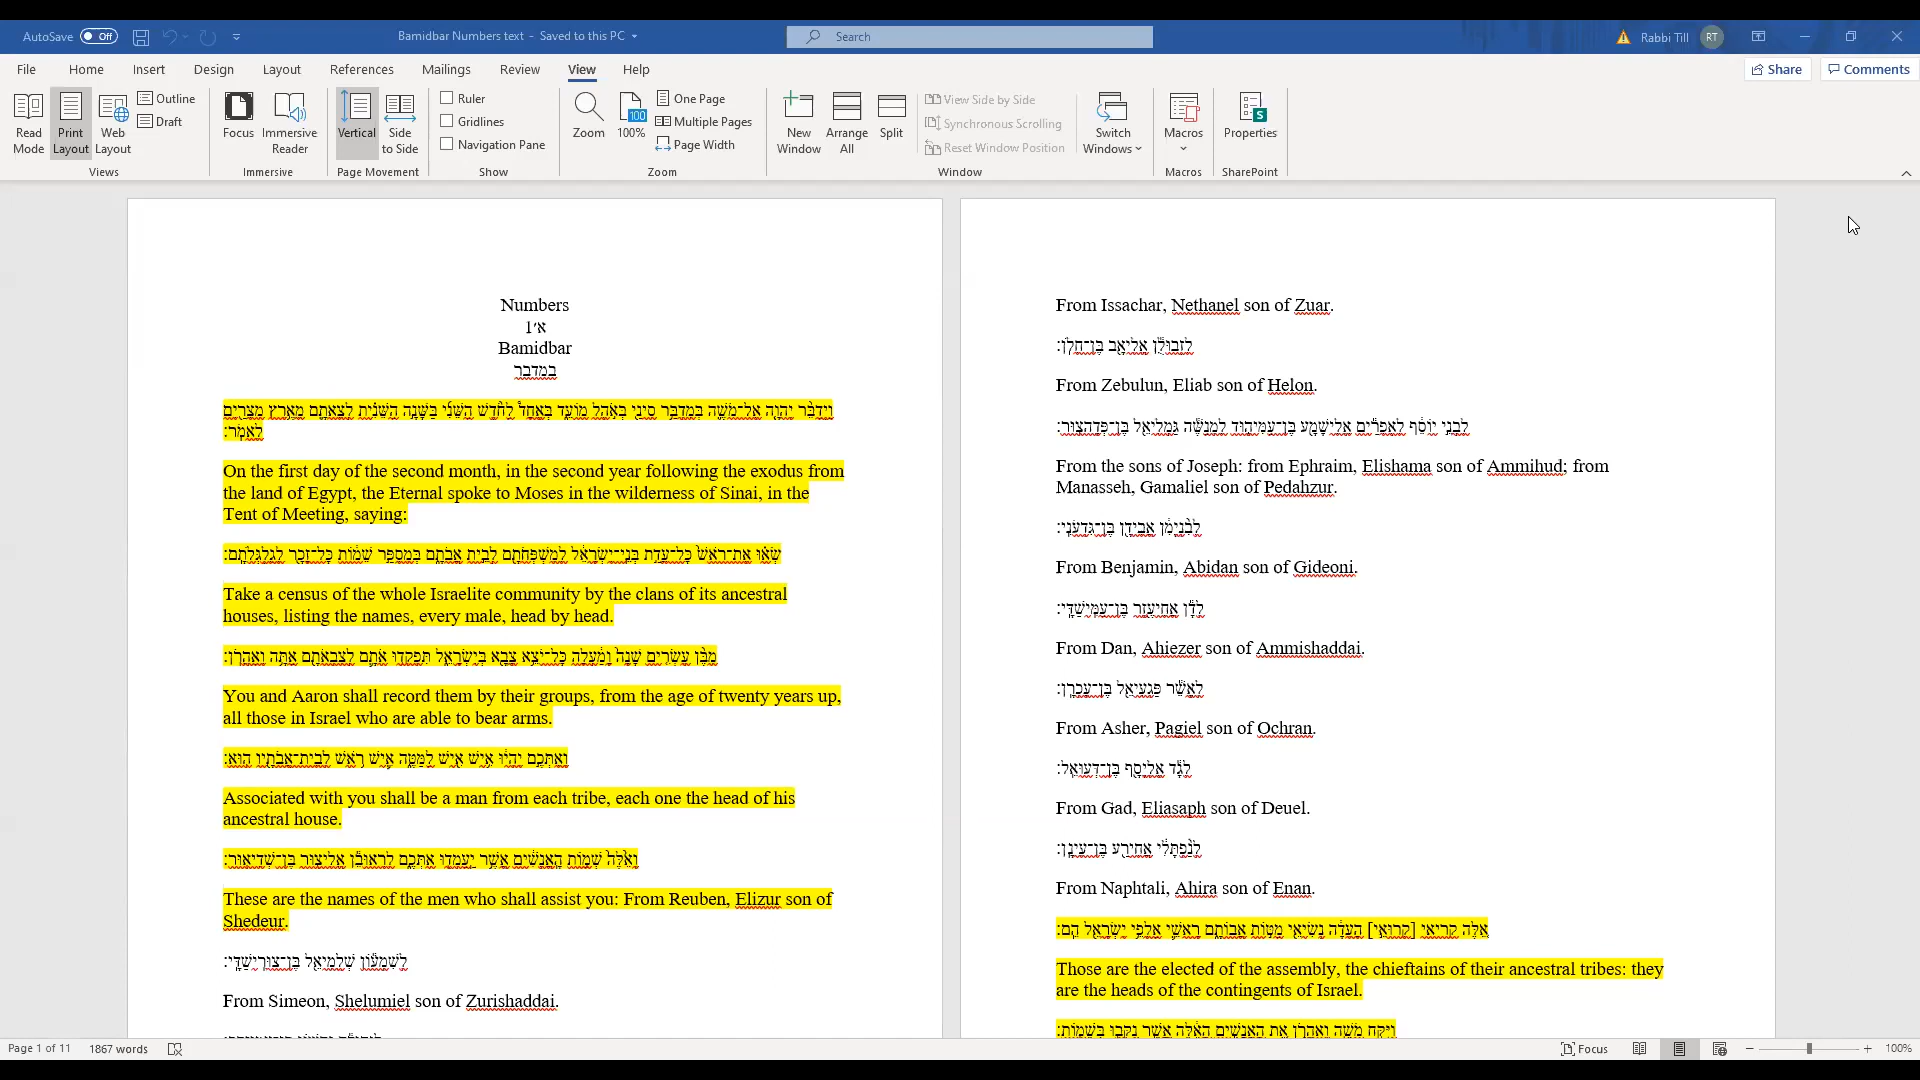 AutoSave Off
Bamidbar Numbers text - Saved to this PC
Search
Rabbi Till RT
File Home Insert Design Layout References Mailings Review View Help
Share Comments
Read Mode
Print Layout
Web Layout
Outline
Draft
Views
Focus
Immersive Reader
Immersive
Vertical
Side to Side
Page Movement
Ruler
Gridlines
Navigation Pane
Show
Zoom
100
100%
One Page
Multiple Pages
Page Width
Zoom
New Window
Arrange All
Split
View Side by Side
Synchronous Scrolling
Reset Window Position
Window
Switch Windows
Macros
Macros
Properties
SharePoint
Numbers
א׳1
Bamidbar
במדבר
וַיְדַבֵּ֨ר יְהוָ֧ה אֶל־מֹשֶׁ֛ה בְּמִדְבַּ֥ר סִינַ֖י בְּאֹ֣הֶל מוֹעֵ֑ד בְּאֶחָד֩ לַחֹ֨דֶשׁ הַשֵּׁנִ֜י בַּשָּׁנָ֣ה הַשֵּׁנִ֗ית לְצֵאתָ֛ם מֵאֶ֥רֶץ מִצְרַ֖יִם
לֵאמֹֽר׃
On the first day of the second month, in the second year following the exodus from
the land of Egypt, the Eternal spoke to Moses in the wilderness of Sinai, in the
Tent of Meeting, saying:
שְׂא֗וּ אֶת־רֹאשׁ֙ כָּל־עֲדַ֣ת בְּנֵֽי־יִשְׂרָאֵ֔ל לְמִשְׁפְּחֹתָ֖ם לְבֵ֣ית אֲבֹתָ֑ם בְּמִסְפַּ֣ר שֵׁמ֔וֹת כָּל־זָכָ֖ר לְגֻלְגְּלֹתָֽם׃
Take a census of the whole Israelite community by the clans of its ancestral
houses, listing the names, every male, head by head.
מִבֶּ֨ן עֶשְׂרִ֤ים שָׁנָה֙ וָמַ֔עְלָה כָּל־יֹצֵ֥א צָבָ֖א בְּיִשְׂרָאֵ֑ל תִּפְקְד֥וּ אֹתָ֛ם לְצִבְאֹתָ֖ם אַתָּ֥ה וְאַהֲרֹֽן׃
You and Aaron shall record them by their groups, from the age of twenty years up,
all those in Israel who are able to bear arms.
וְאִתְּכֶ֣ם יִהְי֔וּ אִ֥ישׁ אִ֖ישׁ לַמַּטֶּ֑ה אִ֛ישׁ רֹ֥אשׁ לְבֵית־אֲבֹתָ֖יו הֽוּא׃
Associated with you shall be a man from each tribe, each one the head of his
ancestral house.
וְאֵ֙לֶּה֙ שְׁמ֣וֹת הָֽאֲנָשִׁ֔ים אֲשֶׁ֥ר יַֽעַמְד֖וּ אִתְּכֶ֑ם לִרְאוּבֵ֕ן אֱלִיצ֖וּר בֶּן־שְׁדֵיאֽוּר׃
These are the names of the men who shall assist you: From Reuben, Elizur son of
Shedeur.
לְשִׁמְע֕וֹן שְׁלֻמִיאֵ֖ל בֶּן־צוּרִֽישַׁדָּֽי׃
From Simeon, Shelumiel son of Zurishaddai.
From Issachar, Nethanel son of Zuar.
לִזְבוּלֻ֕ן אֱלִיאָ֖ב בֶּן־חֵלֹֽן׃
From Zebulun, Eliab son of Helon.
לִבְנֵ֣י יוֹסֵ֔ף לְאֶפְרַ֕יִם אֱלִישָׁמָ֖ע בֶּן־עַמִּיה֑וּד לִמְנַשֶּׁ֕ה גַּמְלִיאֵ֖ל בֶּן־פְּדָהצֽוּר׃
From the sons of Joseph: from Ephraim, Elishama son of Ammihud; from
Manasseh, Gamaliel son of Pedahzur.
לְבִ֨נְיָמִ֔ן אֲבִידָ֖ן בֶּן־גִּדְעֹנִֽי׃
From Benjamin, Abidan son of Gideoni.
לְדָ֕ן אֲחִיעֶ֖זֶר בֶּן־עַמִּֽישַׁדָּֽי׃
From Dan, Ahiezer son of Ammishaddai.
לְאָשֵׁ֕ר פַּגְעִיאֵ֖ל בֶּן־עָכְרָֽן׃
From Asher, Pagiel son of Ochran.
לְגָ֕ד אֶלְיָסָ֖ף בֶּן־דְּעוּאֵֽל׃
From Gad, Eliasaph son of Deuel.
לְנַ֨פְתָּלִ֔י אֲחִירַ֖ע בֶּן־עֵינָֽן׃
From Naphtali, Ahira son of Enan.
אֵ֚לֶּה קריאי [קְרוּאֵ֣י] הָעֵדָ֔ה נְשִׂיאֵ֖י מַטּ֣וֹת אֲבוֹתָ֑ם רָאשֵׁ֛י אַלְפֵ֥י יִשְׂרָאֵ֖ל הֵֽם׃
Those are the elected of the assembly, the chieftains of their ancestral tribes: they
are the heads of the contingents of Israel.
וַיִּקַּ֥ח מֹשֶׁ֖ה וְאַהֲרֹ֑ן אֵ֚ת הָאֲנָשִׁ֣ים הָאֵ֔לֶּה אֲשֶׁ֥ר נִקְּב֖וּ בְּשֵׁמֽוֹת׃
Page 1 of 11 1867 words Focus 100%